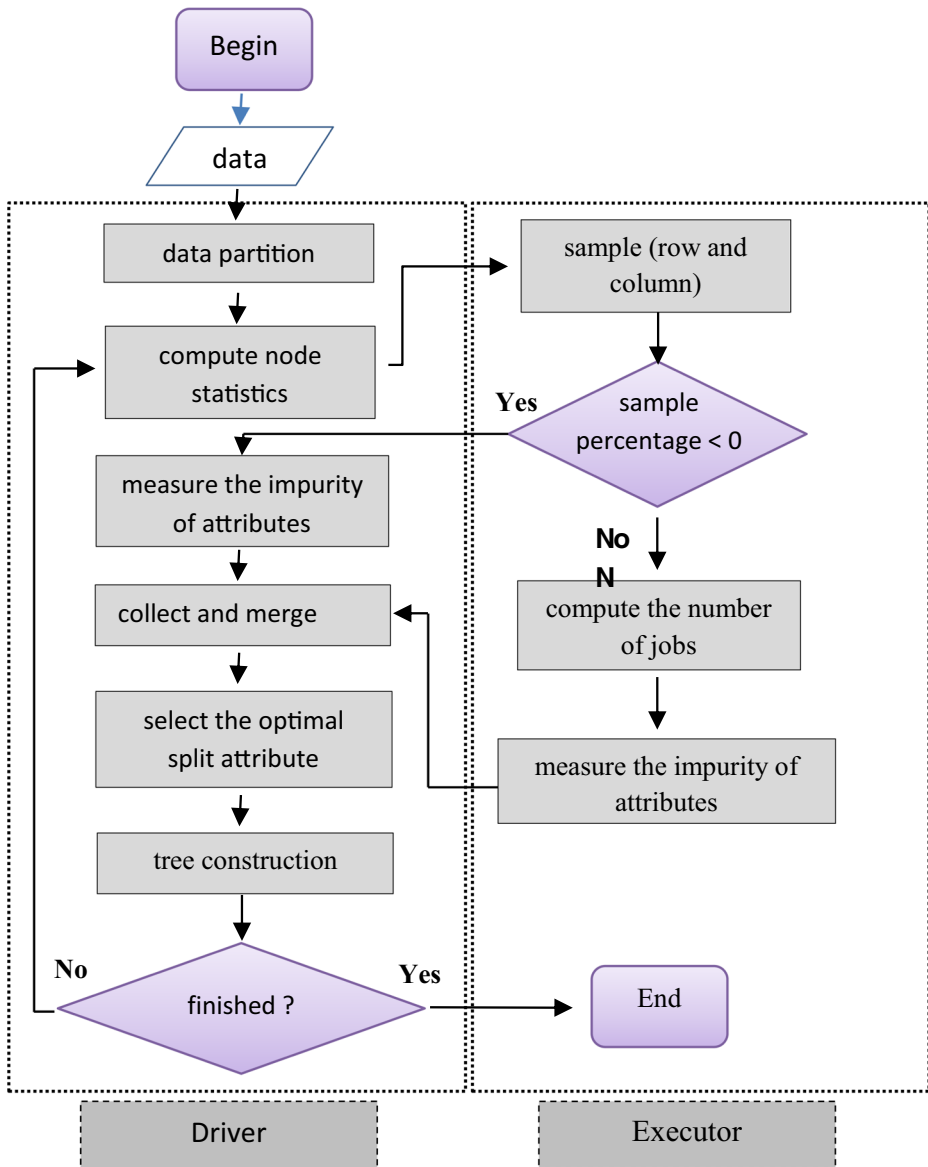 Begin
data
data partition
compute node
statistics
measure the impurity
of attributes
collect and merge
select the optimal
split attribute
tree construction
No
finished ?
Yes
Driver
sample (row and
column)
Yes
sample
percentage < 0
No
N
compute the number
of jobs
measure the impurity of
attributes
End
Executor